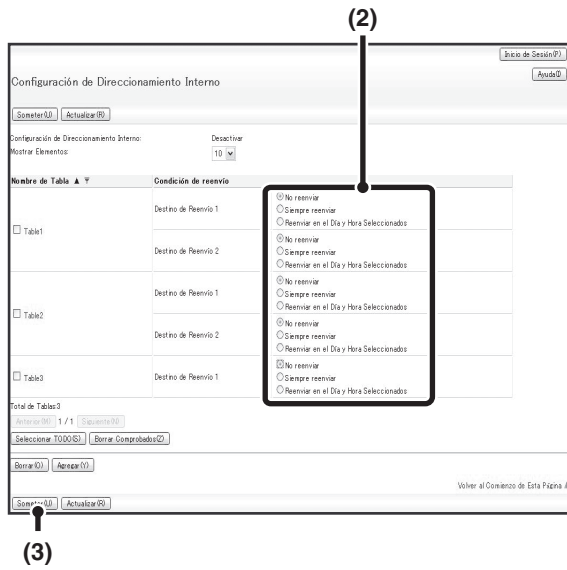 (2)
Inicio de Sesión(P)
Configuración de Direccionamiento Interno
Ayuda(I)
Someter(U) Actualizar(R)
Configuración de Direccionamiento Interno: Desactivar
Mostrar Elementos: 10
Nombre de Tabla ▲ ▼ Condición de reenvío
Table1
Destino de Reenvío 1
No reenviar
Siempre reenviar
Reenviar en el Día y Hora Seleccionados
Destino de Reenvío 2
No reenviar
Siempre reenviar
Reenviar en el Día y Hora Seleccionados
Table2
Destino de Reenvío 1
No reenviar
Siempre reenviar
Reenviar en el Día y Hora Seleccionados
Destino de Reenvío 2
No reenviar
Siempre reenviar
Reenviar en el Día y Hora Seleccionados
Table3
Destino de Reenvío 1
No reenviar
Siempre reenviar
Reenviar en el Día y Hora Seleccionados
Total de Tablas:3
Anterior(W) 1 / 1 Siguiente(V)
Seleccionar TODO(S) Borrar Comprobados(Z)
Borrar(Q) Agregar(Y)
Volver al Comienzo de Esta Página
Someter(U) Actualizar(R)
(3)